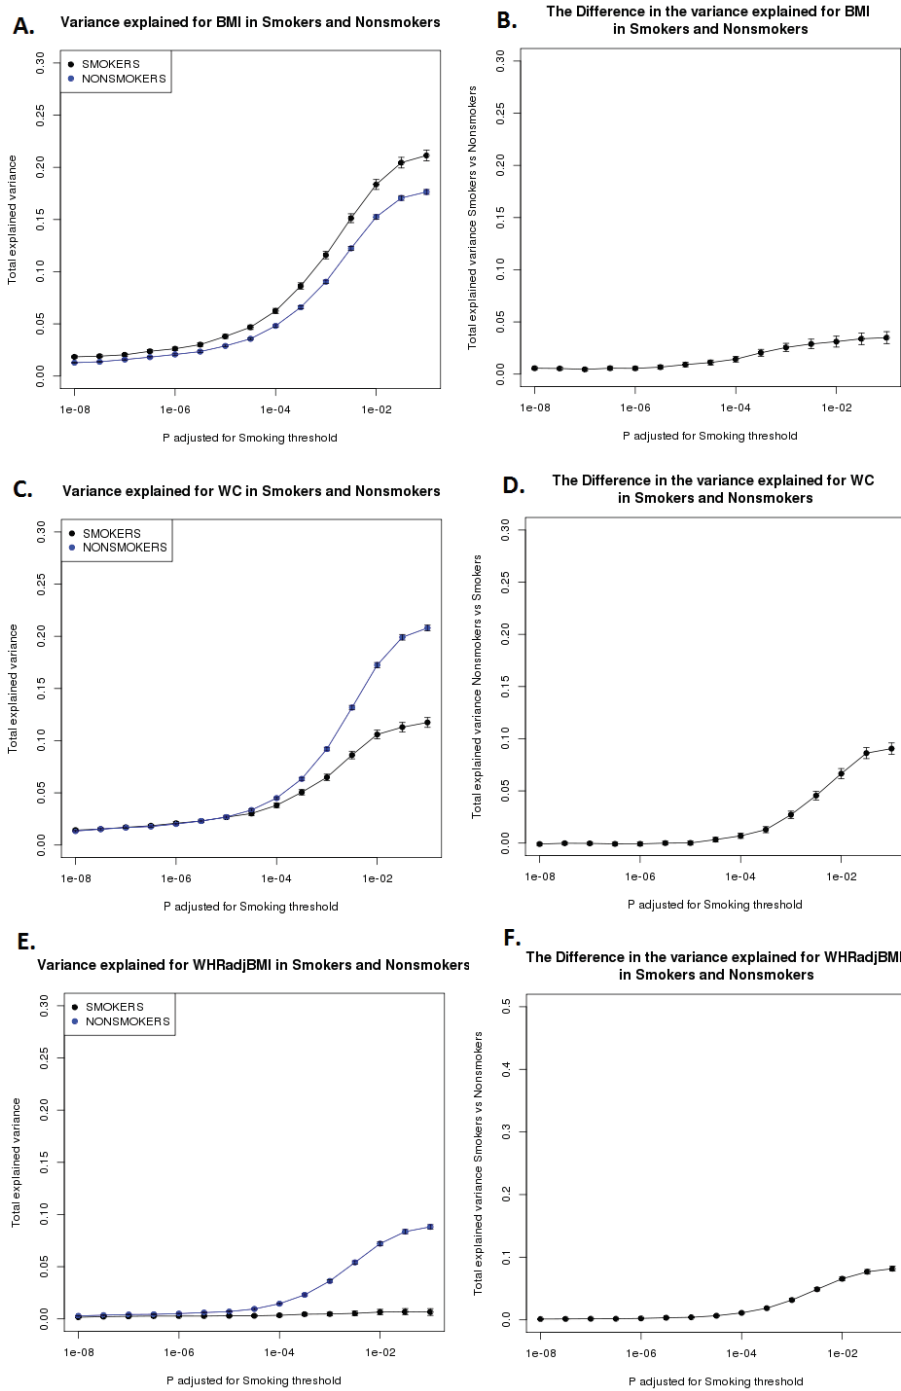 A.
Variance explained for BMI in Smokers and Nonsmokers
SMOKERS
NONSMOKERS
Total explained variance
0.30
0.25
0.20
0.15
0.10
0.05
0.00
1e-08
1e-06
1e-04
1e-02
P adjusted for Smoking threshold
B.
The Difference in the variance explained for BMI
in Smokers and Nonsmokers
Total explained variance Smokers vs Nonsmokers
0.30
0.25
0.20
0.15
0.10
0.05
0.00
1e-08
1e-06
1e-04
1e-02
P adjusted for Smoking threshold
C.
Variance explained for WC in Smokers and Nonsmokers
SMOKERS
NONSMOKERS
Total explained variance
0.30
0.25
0.20
0.15
0.10
0.05
0.00
1e-08
1e-06
1e-04
1e-02
P adjusted for Smoking threshold
D.
The Difference in the variance explained for WC
in Smokers and Nonsmokers
Total explained variance Nonsmokers vs Smokers
0.30
0.25
0.20
0.15
0.10
0.05
0.00
1e-08
1e-06
1e-04
1e-02
P adjusted for Smoking threshold
E.
Variance explained for WHRadjBMI in Smokers and Nonsmokers
SMOKERS
NONSMOKERS
Total explained variance
0.30
0.25
0.20
0.15
0.10
0.05
0.00
1e-08
1e-06
1e-04
1e-02
P adjusted for Smoking threshold
F.
The Difference in the variance explained for WHRadjBMI
in Smokers and Nonsmokers
Total explained variance Smokers vs Nonsmokers
0.5
0.4
0.3
0.2
0.1
0.0
1e-08
1e-06
1e-04
1e-02
P adjusted for Smoking threshold